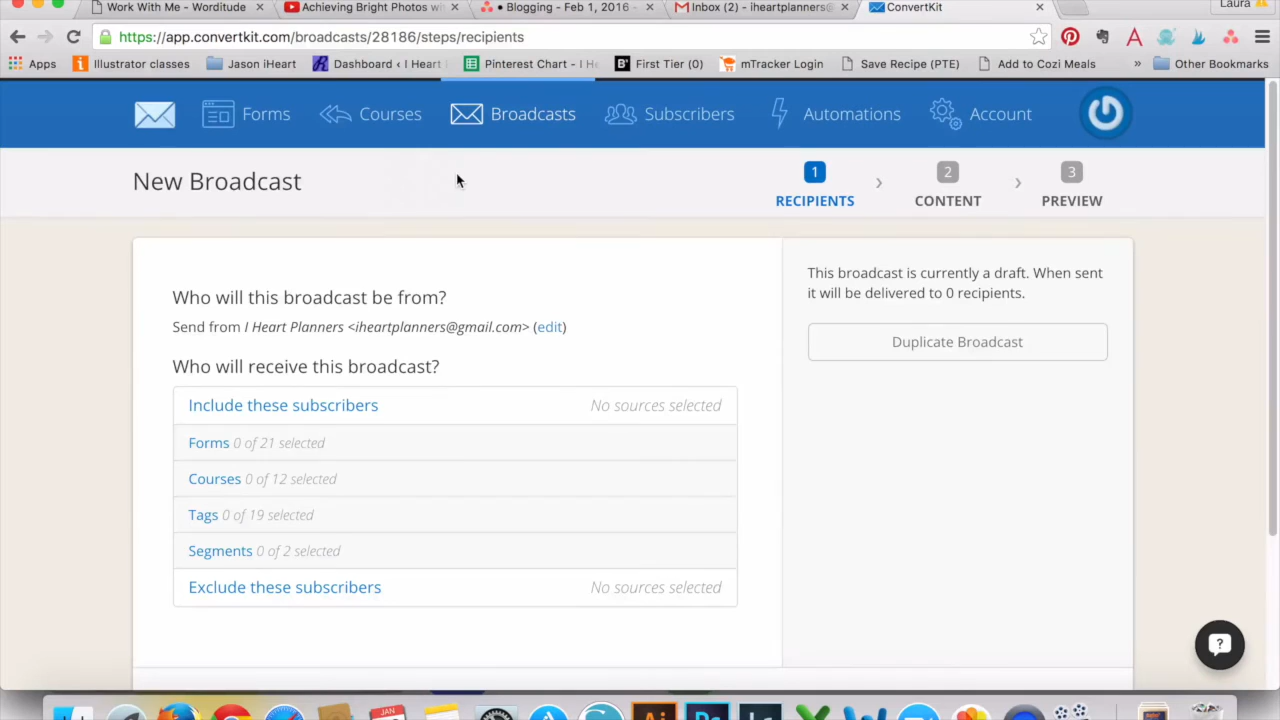 Work With Me - Worditude
Achieving Bright Photos wi
• Blogging - Feb 1, 2016 -
Inbox (2) - iheartplanners@
ConvertKit
Laura
https://app.convertkit.com/broadcasts/28186/steps/recipients
Apps
Illustrator classes
Jason iHeart
Dashboard ‹ I Heart
Pinterest Chart - I He
First Tier (0)
mTracker Login
Save Recipe (PTE)
Add to Cozi Meals
»
Other Bookmarks
Forms
Courses
Broadcasts
Subscribers
Automations
Account
New Broadcast
1
RECIPIENTS
›
2
CONTENT
›
3
PREVIEW
Who will this broadcast be from?
Send from I Heart Planners <iheartplanners@gmail.com> (edit)
Who will receive this broadcast?
Include these subscribers No sources selected
Forms 0 of 21 selected
Courses 0 of 12 selected
Tags 0 of 19 selected
Segments 0 of 2 selected
Exclude these subscribers No sources selected
This broadcast is currently a draft. When sent
it will be delivered to 0 recipients.
Duplicate Broadcast
?
JAN
Ai
Ps